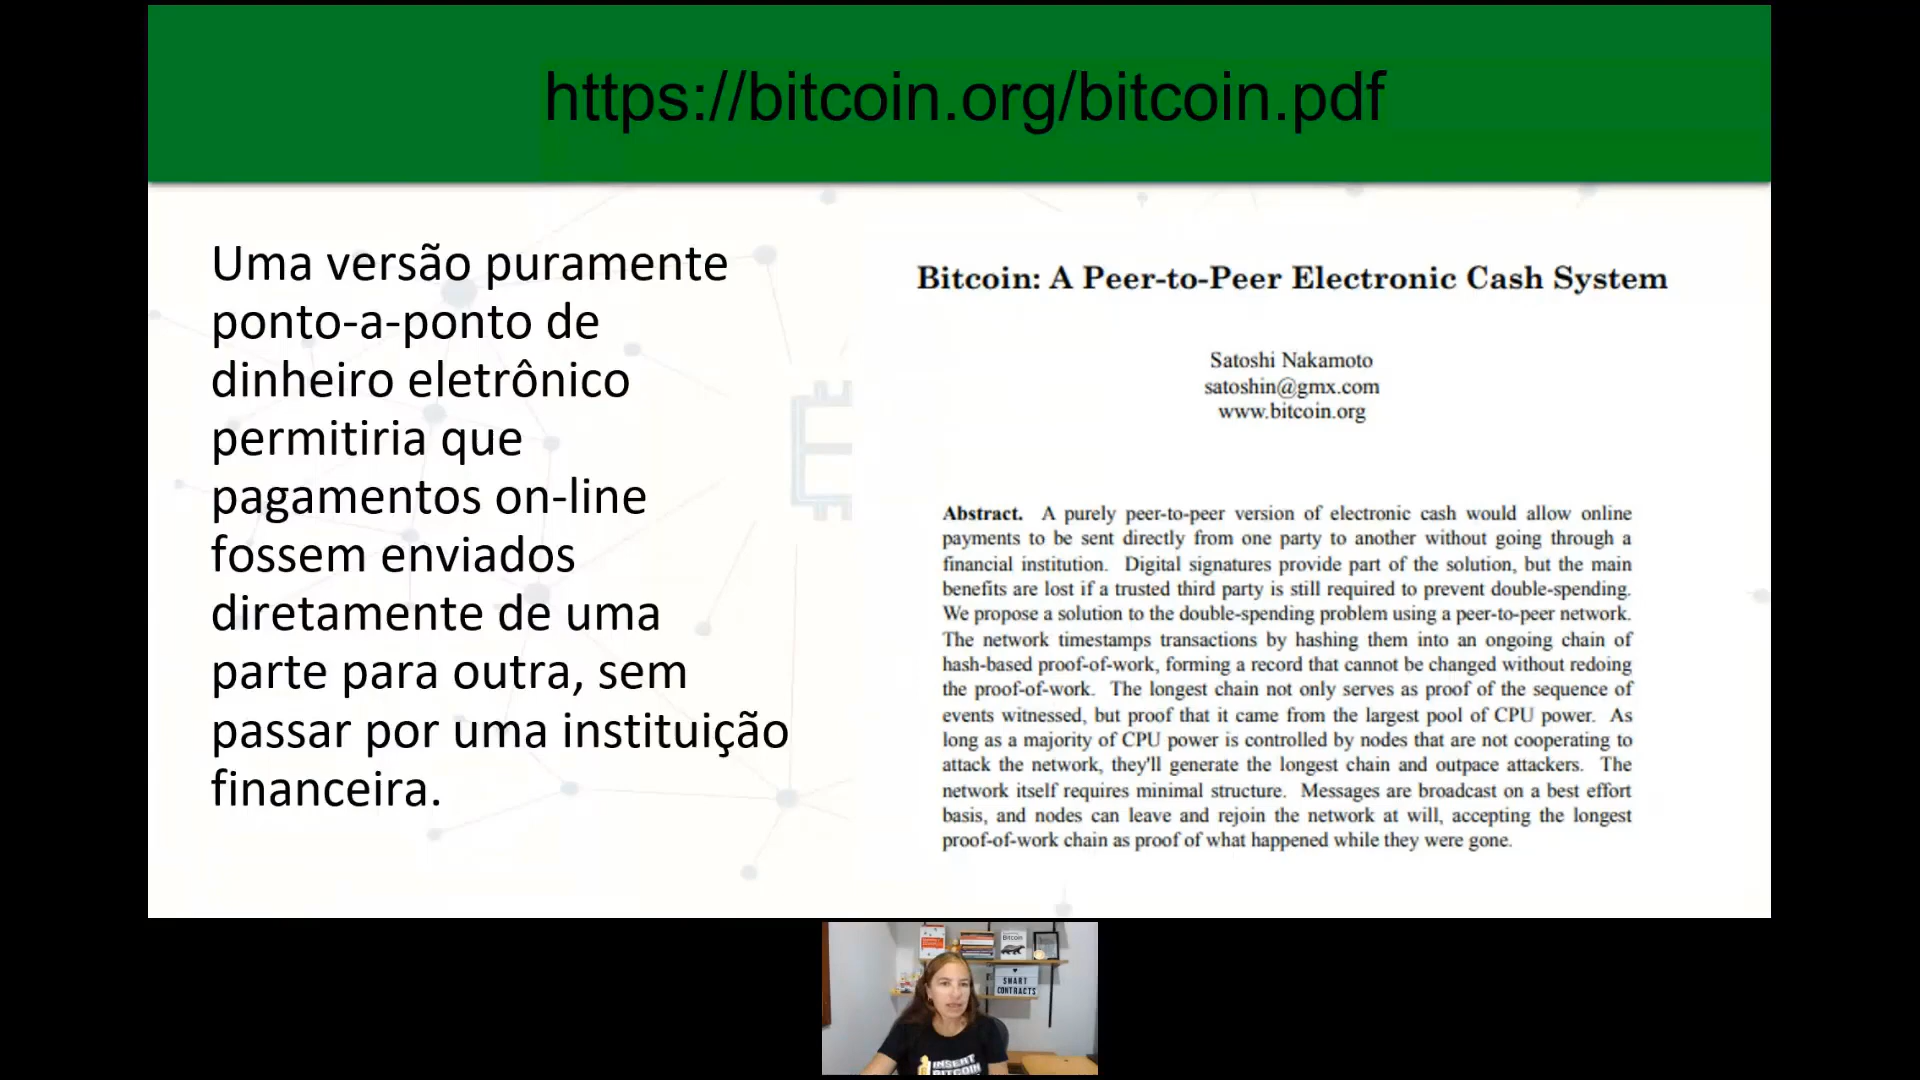 https://bitcoin.org/bitcoin.pdf
Uma versão puramente
ponto-a-ponto de
dinheiro eletrônico
permitiria que
pagamentos on-line
fossem enviados
diretamente de uma
parte para outra, sem
passar por uma instituição
financeira.
Bitcoin: A Peer-to-Peer Electronic Cash System
Satoshi Nakamoto
satoshin@gmx.com
www.bitcoin.org
Abstract. A purely peer-to-peer version of electronic cash would allow online
payments to be sent directly from one party to another without going through a
financial institution. Digital signatures provide part of the solution, but the main
benefits are lost if a trusted third party is still required to prevent double-spending.
We propose a solution to the double-spending problem using a peer-to-peer network.
The network timestamps transactions by hashing them into an ongoing chain of
hash-based proof-of-work, forming a record that cannot be changed without redoing
the proof-of-work. The longest chain not only serves as proof of the sequence of
events witnessed, but proof that it came from the largest pool of CPU power. As
long as a majority of CPU power is controlled by nodes that are not cooperating to
attack the network, they'll generate the longest chain and outpace attackers. The
network itself requires minimal structure. Messages are broadcast on a best effort
basis, and nodes can leave and rejoin the network at will, accepting the longest
proof-of-work chain as proof of what happened while they were gone.
Bitcoin
SMART
CONTRACTS
INSERT
BITCOIN